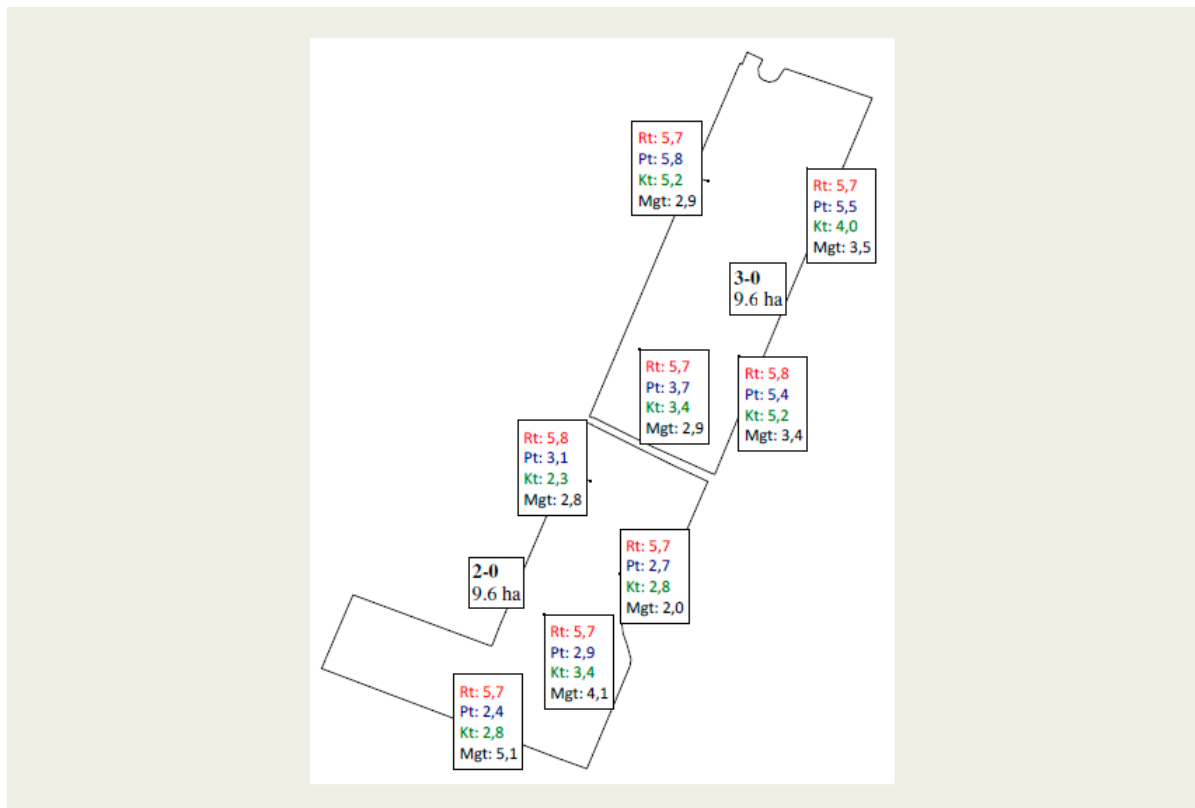 Rt: 5,7
Pt: 5,8
Kt: 5,2
Mgt: 2,9
Rt: 5,7
Pt: 5,5
Kt: 4,0
Mgt: 3,5
3-0
9.6 ha
Rt: 5,7
Pt: 3,7
Kt: 3,4
Mgt: 2,9
Rt: 5,8
Pt: 5,4
Kt: 5,2
Mgt: 3,4
Rt: 5,8
Pt: 3,1
Kt: 2,3
Mgt: 2,8
Rt: 5,7
Pt: 2,7
Kt: 2,8
Mgt: 2,0
2-0
9.6 ha
Rt: 5,7
Pt: 2,9
Kt: 3,4
Mgt: 4,1
Rt: 5,7
Pt: 2,4
Kt: 2,8
Mgt: 5,1